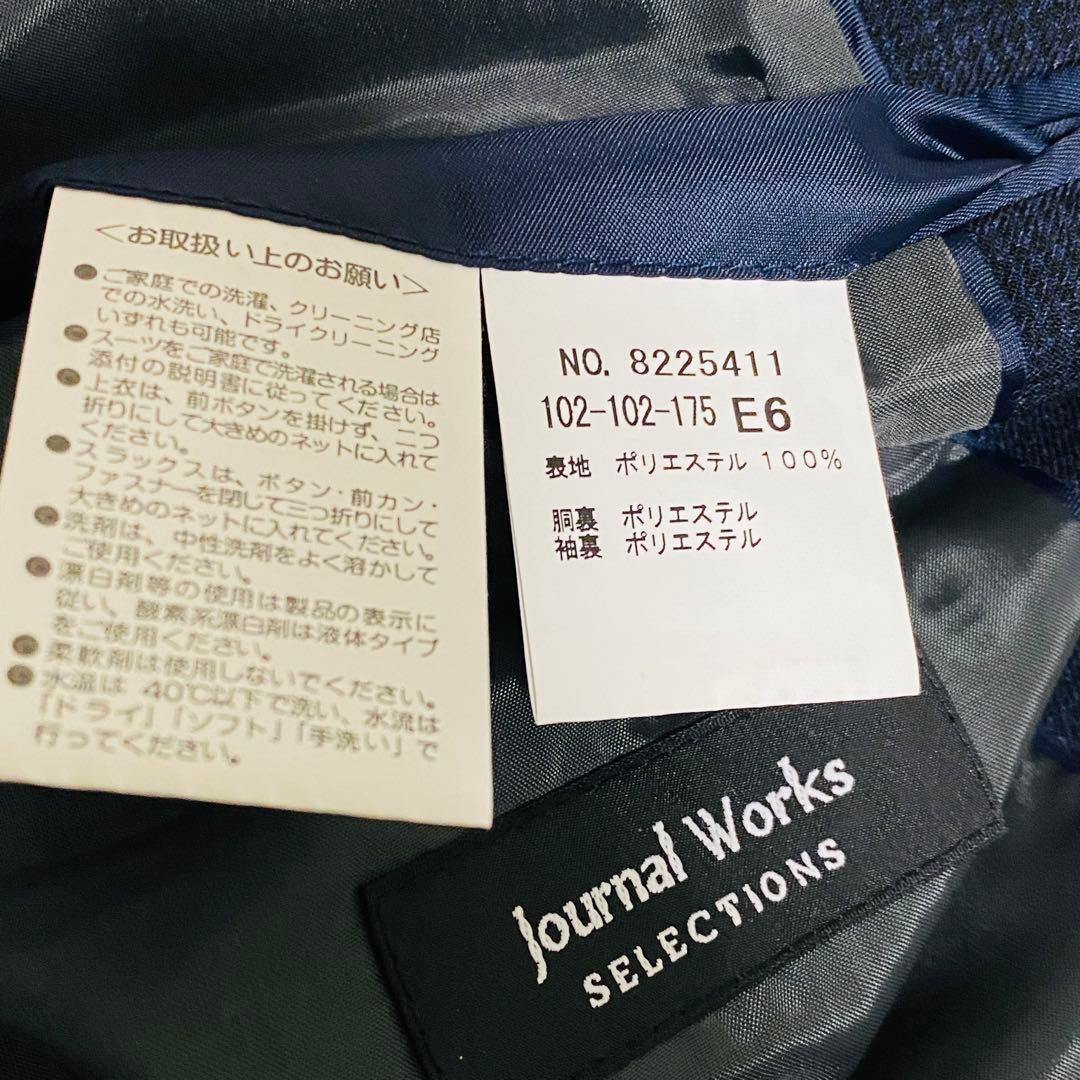 ＜お取扱い上のお願い＞
●ご家庭での洗濯、クリーニング店
での水洗い、ドライクリーニング
いずれも可能です。
●スーツをご家庭で洗濯される場合は
添付の説明書に従ってください。
●上衣は、前ボタンを掛けず、二つ
折りにして大きめのネットに入れて
ください。
●スラックスは、ボタン・前カン・
ファスナーを閉じて三つ折りにして
大きめのネットに入れてください。
●洗剤は、中性洗剤をよく溶かして
ご使用ください。
●漂白剤等の使用は製品の表示に
従い、酸素系漂白剤は液体タイプ
をご使用ください。
●柔軟剤は使用しないでください。
●水温は 40℃以下で洗い、水流は
「ドライ」「ソフト」「手洗い」で
行ってください。
NO. 8225411
102-102-175 E6
表地 ポリエステル 100%
胴裏 ポリエステル
袖裏 ポリエステル
Journal Works
SELECTIONS